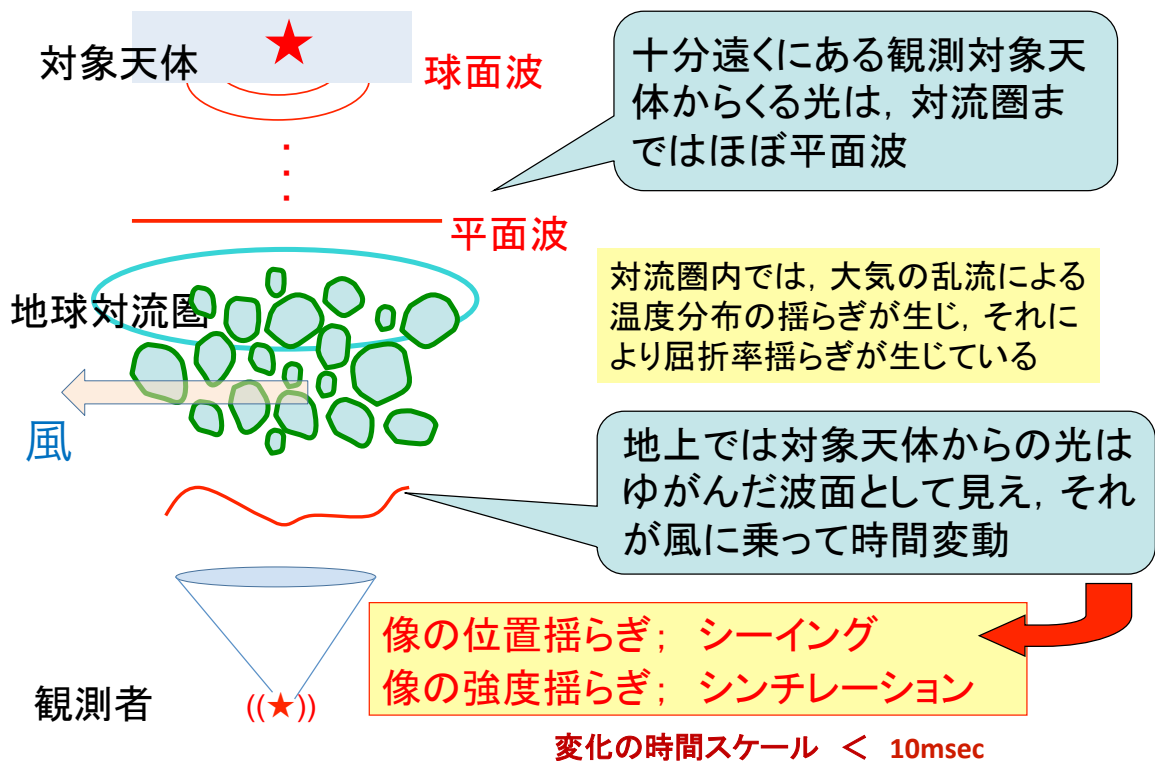 対象天体
球面波
十分遠くにある観測対象天
体からくる光は，対流圏ま
ではほぼ平面波
平面波
地球対流圏
対流圏内では，大気の乱流による
温度分布の揺らぎが生じ，それに
より屈折率揺らぎが生じている
風
地上では対象天体からの光は
ゆがんだ波面として見え，それ
が風に乗って時間変動
像の位置揺らぎ；　シーイング
像の強度揺らぎ；　シンチレーション
観測者
((★))
変化の時間スケール　＜　10msec